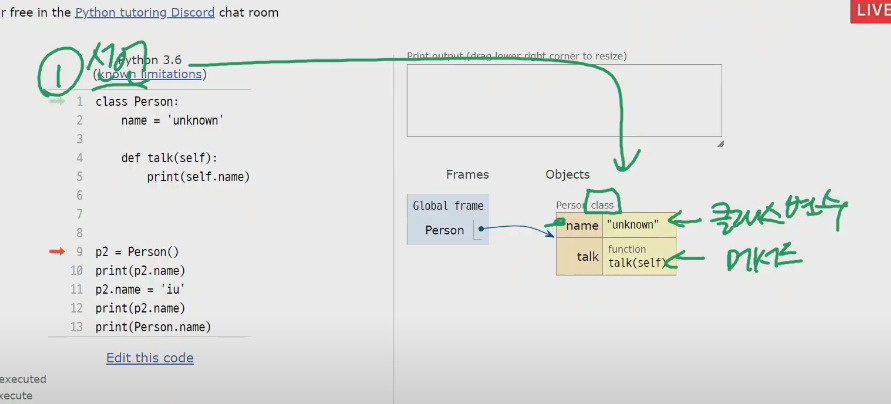 r free in the Python tutoring Discord chat room
LIVE
① 정의
Python 3.6
(known limitations)
1 class Person:
2 name = 'unknown'
3
4 def talk(self):
5 print(self.name)
6
7
8
9 p2 = Person()
10 print(p2.name)
11 p2.name = 'iu'
12 print(p2.name)
13 print(Person.name)
Edit this code
executed
xecute
Print output (drag lower right corner to resize)
Frames
Objects
Global frame
Person
Person class
name "unknown"
클래스 변수
talk function
talk(self)
메서드